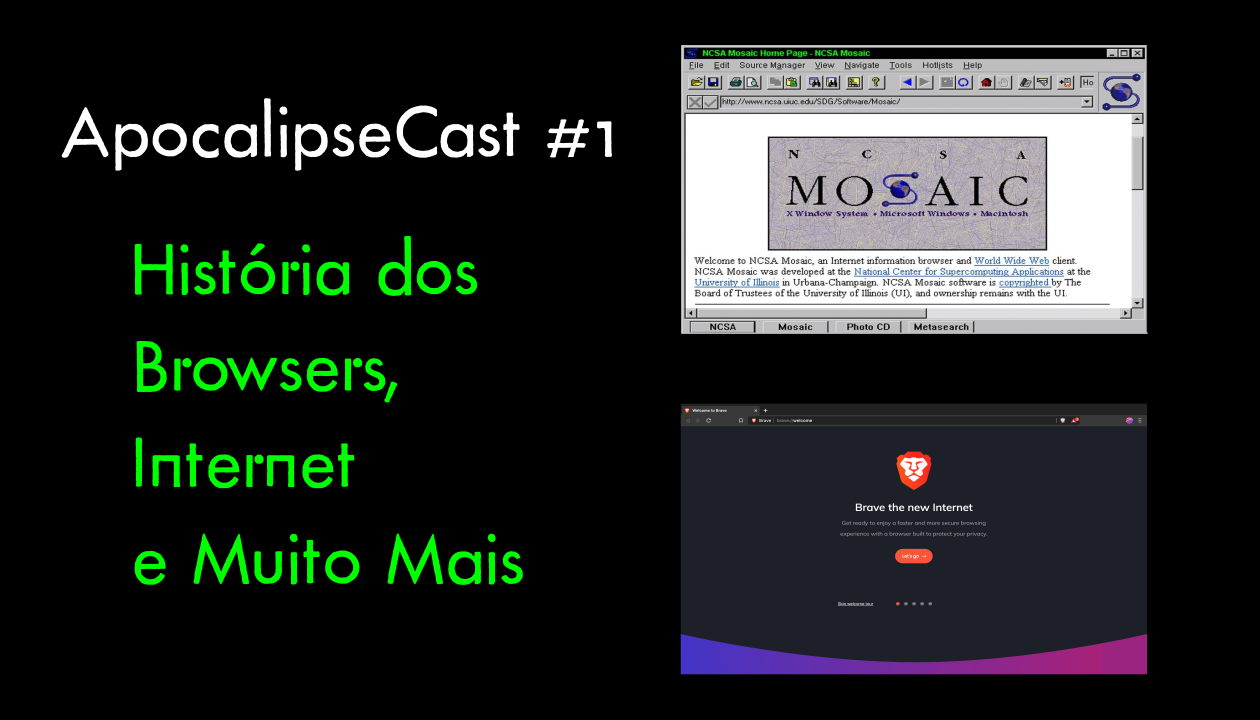 ApocalipseCast #1
História dos
Browsers,
Internet
e Muito Mais
NCSA Mosaic Home Page - NCSA Mosaic
File Edit Source Manager View Navigate Tools Hotlists Help
Ho
http://www.ncsa.uiuc.edu/SDG/Software/Mosaic/
N C S A
MOSAIC
X Window System • Microsoft Windows • Macintosh
Welcome to NCSA Mosaic, an Internet information browser and World Wide Web client.
NCSA Mosaic was developed at the National Center for Supercomputing Applications at the
University of Illinois in Urbana-Champaign. NCSA Mosaic software is copyrighted by The
Board of Trustees of the University of Illinois (UI), and ownership remains with the UI.
NCSA Mosaic Photo CD Metasearch
Welcome to Brave
Brave | brave://welcome
Brave the new Internet
Get ready to enjoy a faster and more secure browsing
experience with a browser built to protect your privacy.
Let's go →
Skip welcome tour